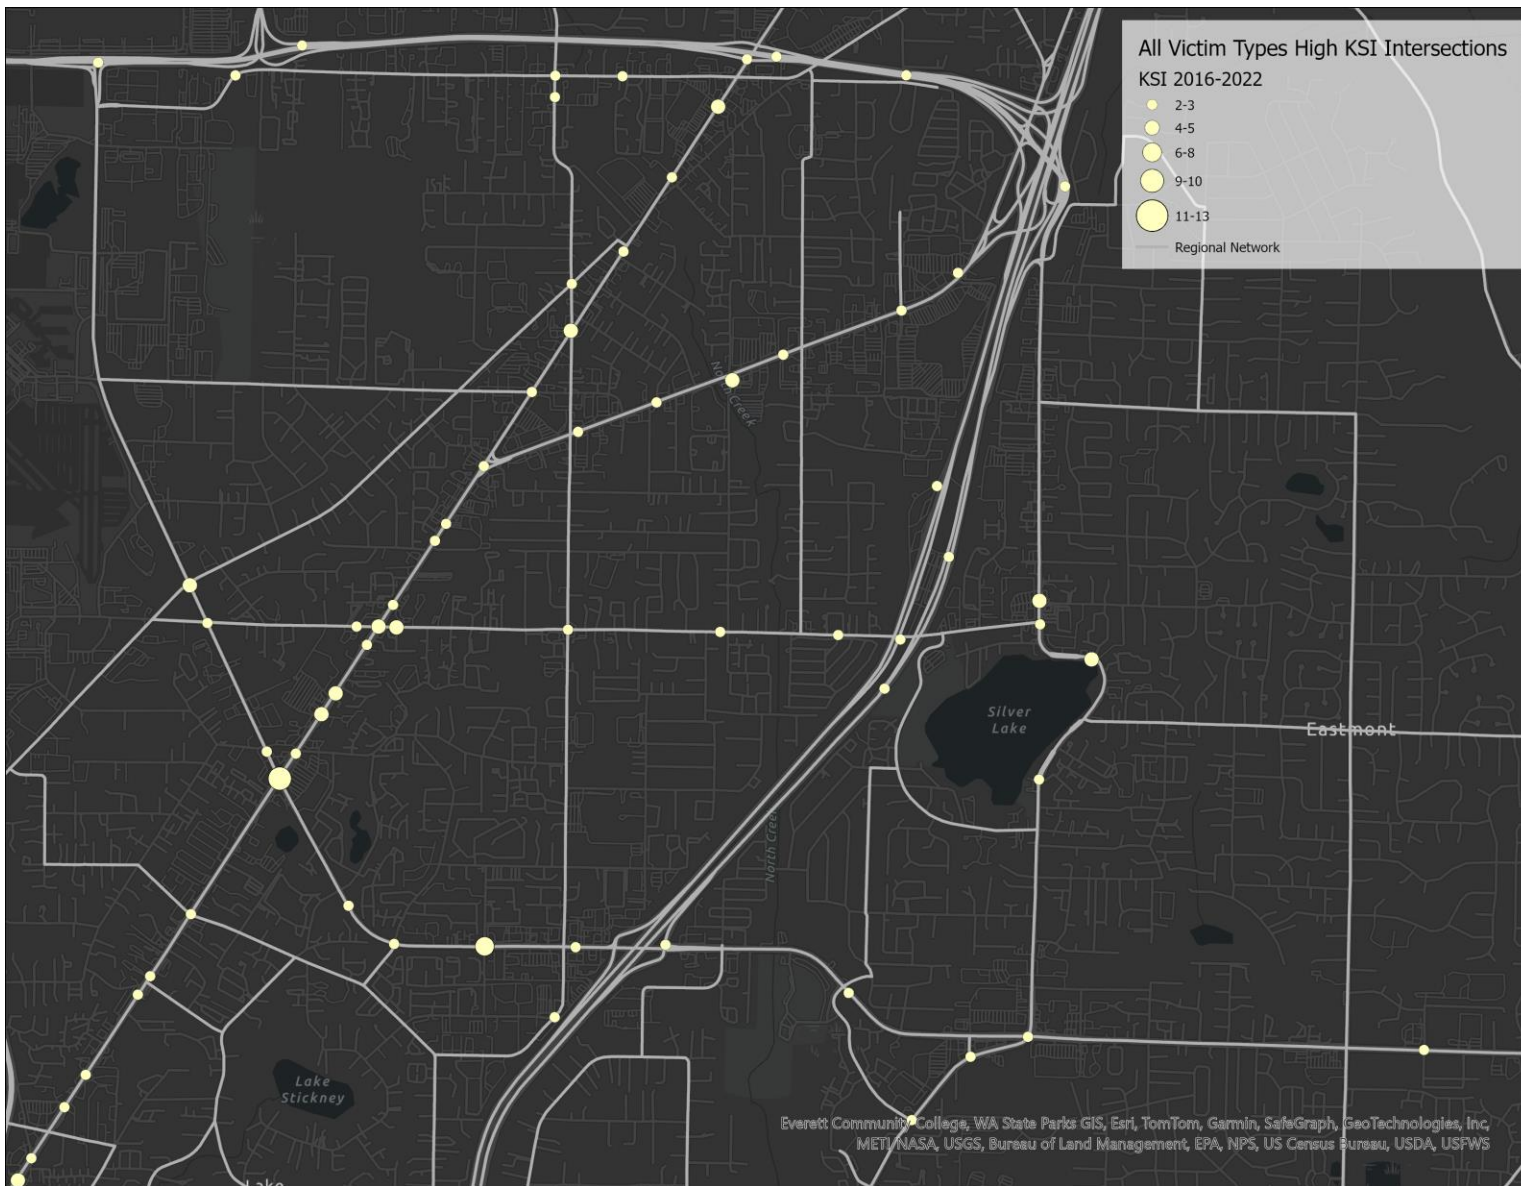 All Victim Types High KSI Intersections
KSI 2016-2022
2-3
4-5
6-8
9-10
11-13
Regional Network
North Creek
Silver
Lake
Eastmont
North Creek
Lake
Stickney
Everett Community College, WA State Parks GIS, Esri, TomTom, Garmin, SafeGraph, GeoTechnologies, Inc,
METI/NASA, USGS, Bureau of Land Management, EPA, NPS, US Census Bureau, USDA, USFWS
Lake